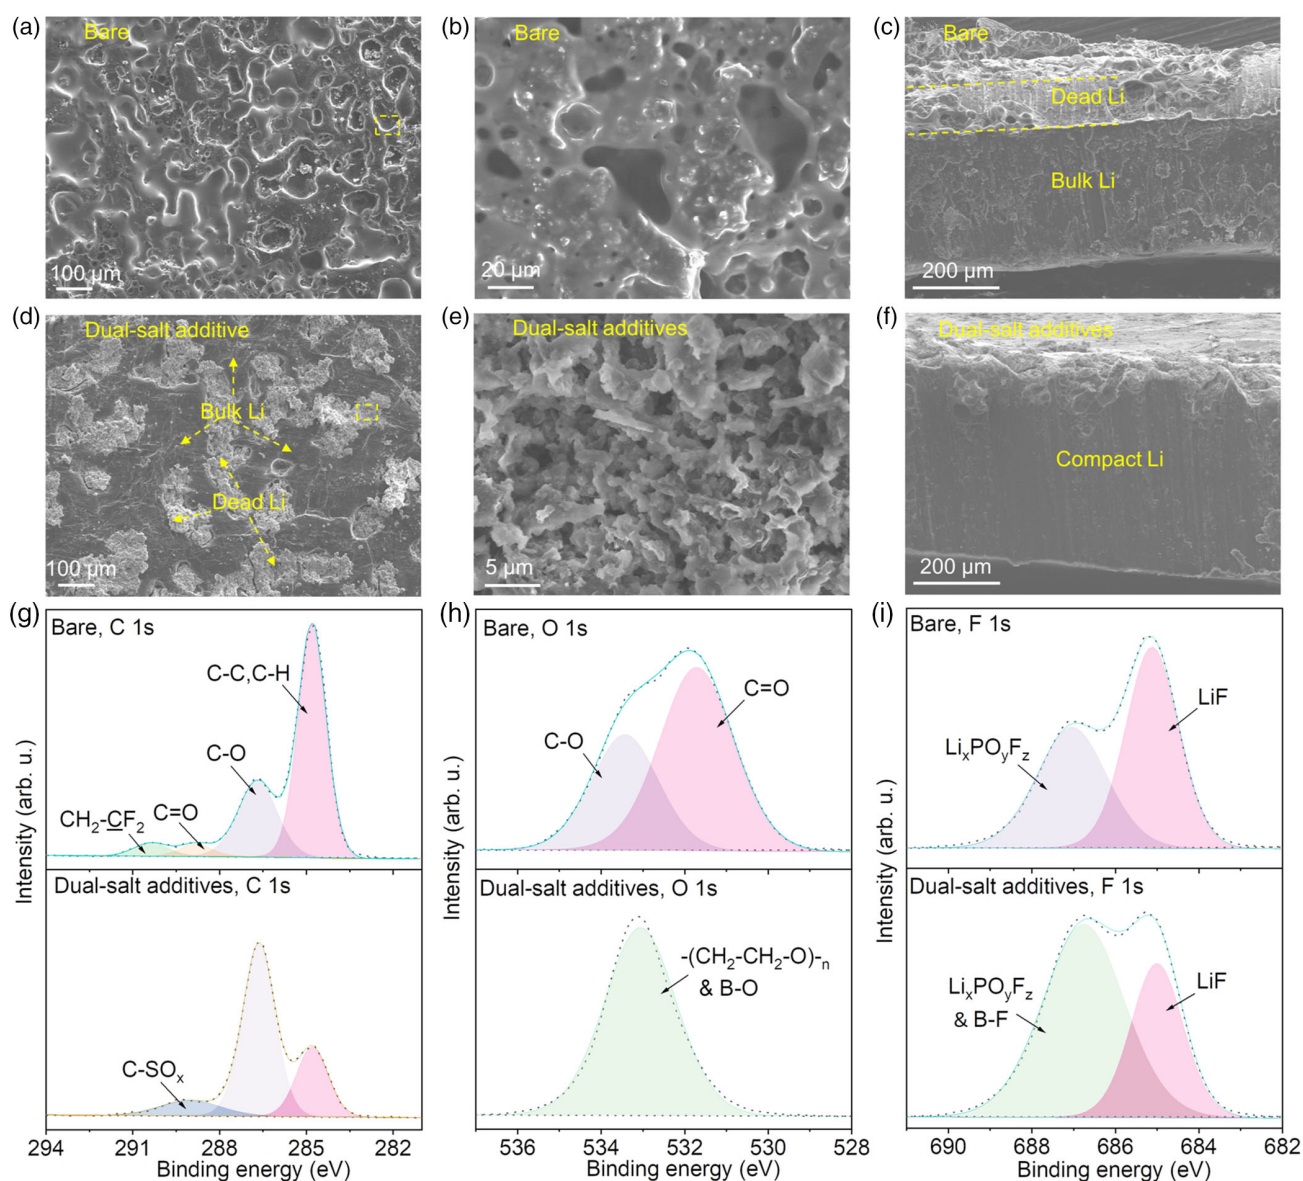 (a)
Bare
100 μm
(b)
Bare
20 μm
(c)
Bare
Dead Li
Bulk Li
200 μm
(d)
Dual-salt additive
Bulk Li
Dead Li
100 μm
(e)
Dual-salt additives
5 μm
(f)
Dual-salt additives
Compact Li
200 μm
(g)
Bare, C 1s
C-C,C-H
C-O
C=O
CH₂-CF₂
Dual-salt additives, C 1s
C-SOₓ
Intensity (arb. u.)
294 291 288 285 282
Binding energy (eV)
(h)
Bare, O 1s
C=O
C-O
Dual-salt additives, O 1s
-(CH₂-CH₂-O)-ₙ
& B-O
Intensity (arb. u.)
536 534 532 530 528
Binding energy (eV)
(i)
Bare, F 1s
LiF
LiₓPOᵧF_z
Dual-salt additives, F 1s
LiₓPOᵧF_z
& B-F
LiF
Intensity (arb. u.)
690 688 686 684 682
Binding energy (eV)